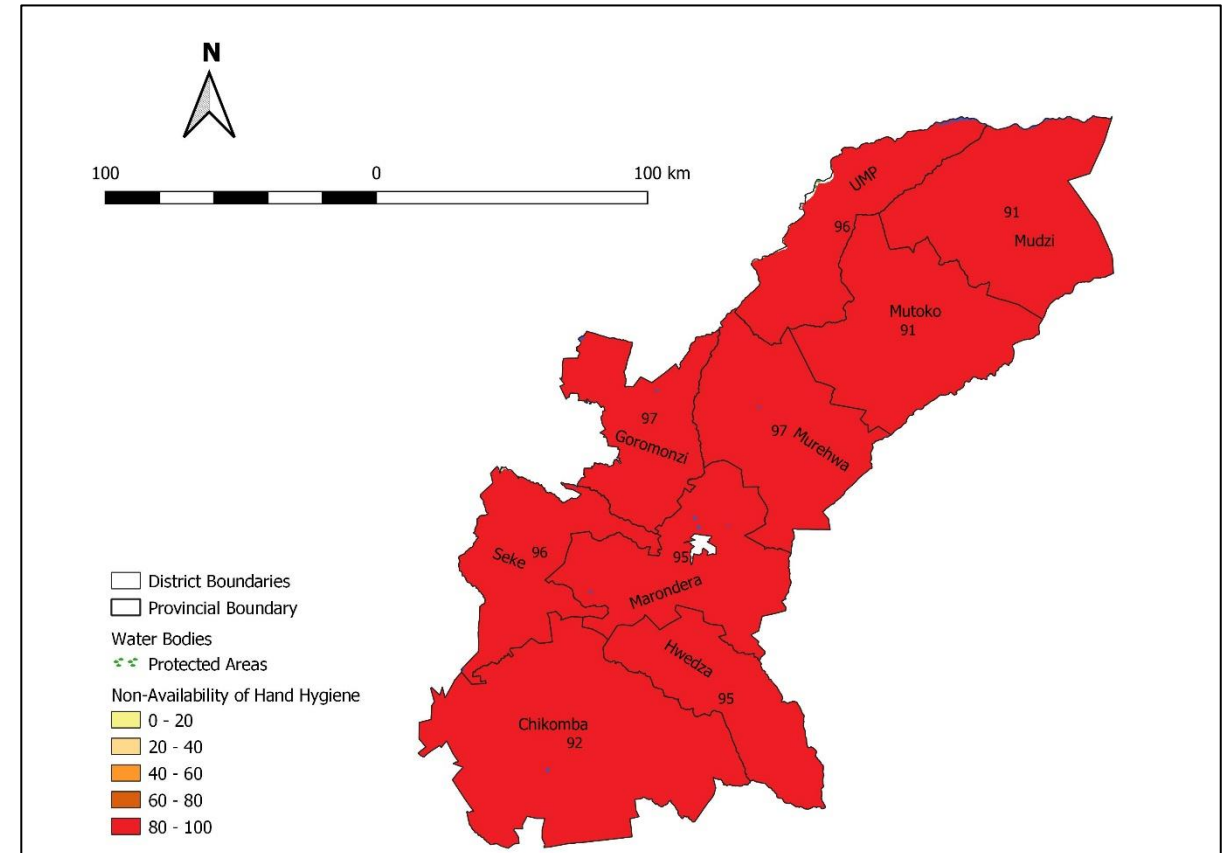 N
100 0 100 km
UMP
96
91
Mudzi
Mutoko
91
97
Goromonzi
97 Murehwa
Seke 96
95
Marondera
Hwedza
95
Chikomba
92
District Boundaries
Provincial Boundary
Water Bodies
Protected Areas
Non-Availability of Hand Hygiene
0 - 20
20 - 40
40 - 60
60 - 80
80 - 100